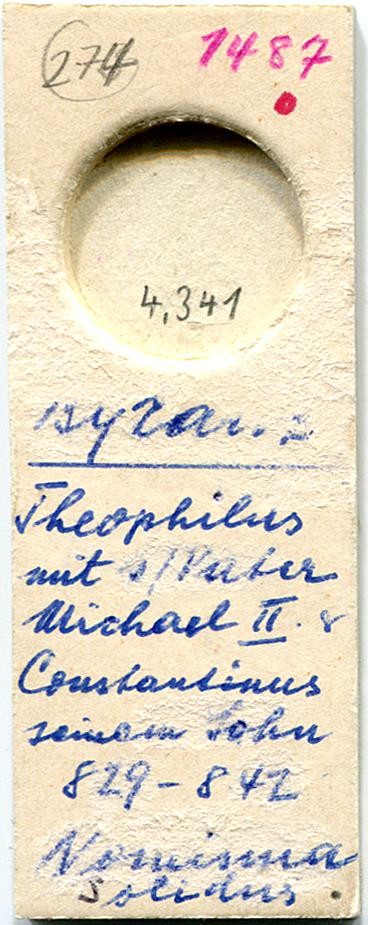 274 1487
4,341
Byzanz
Theophilus
mit s/Vater
Michael II. &
Constantinus
seinem Sohn
829-842
Nomisma
Solidus